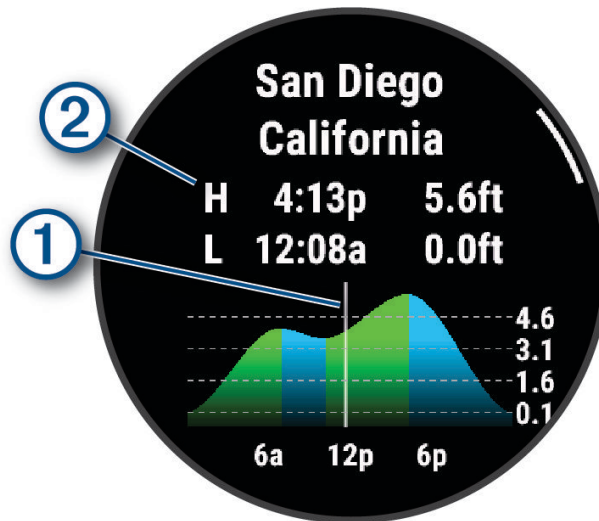 San Diego
California
2
H 4:13p 5.6ft
1
L 12:08a 0.0ft
4.6
3.1
1.6
0.1
6a 12p 6p